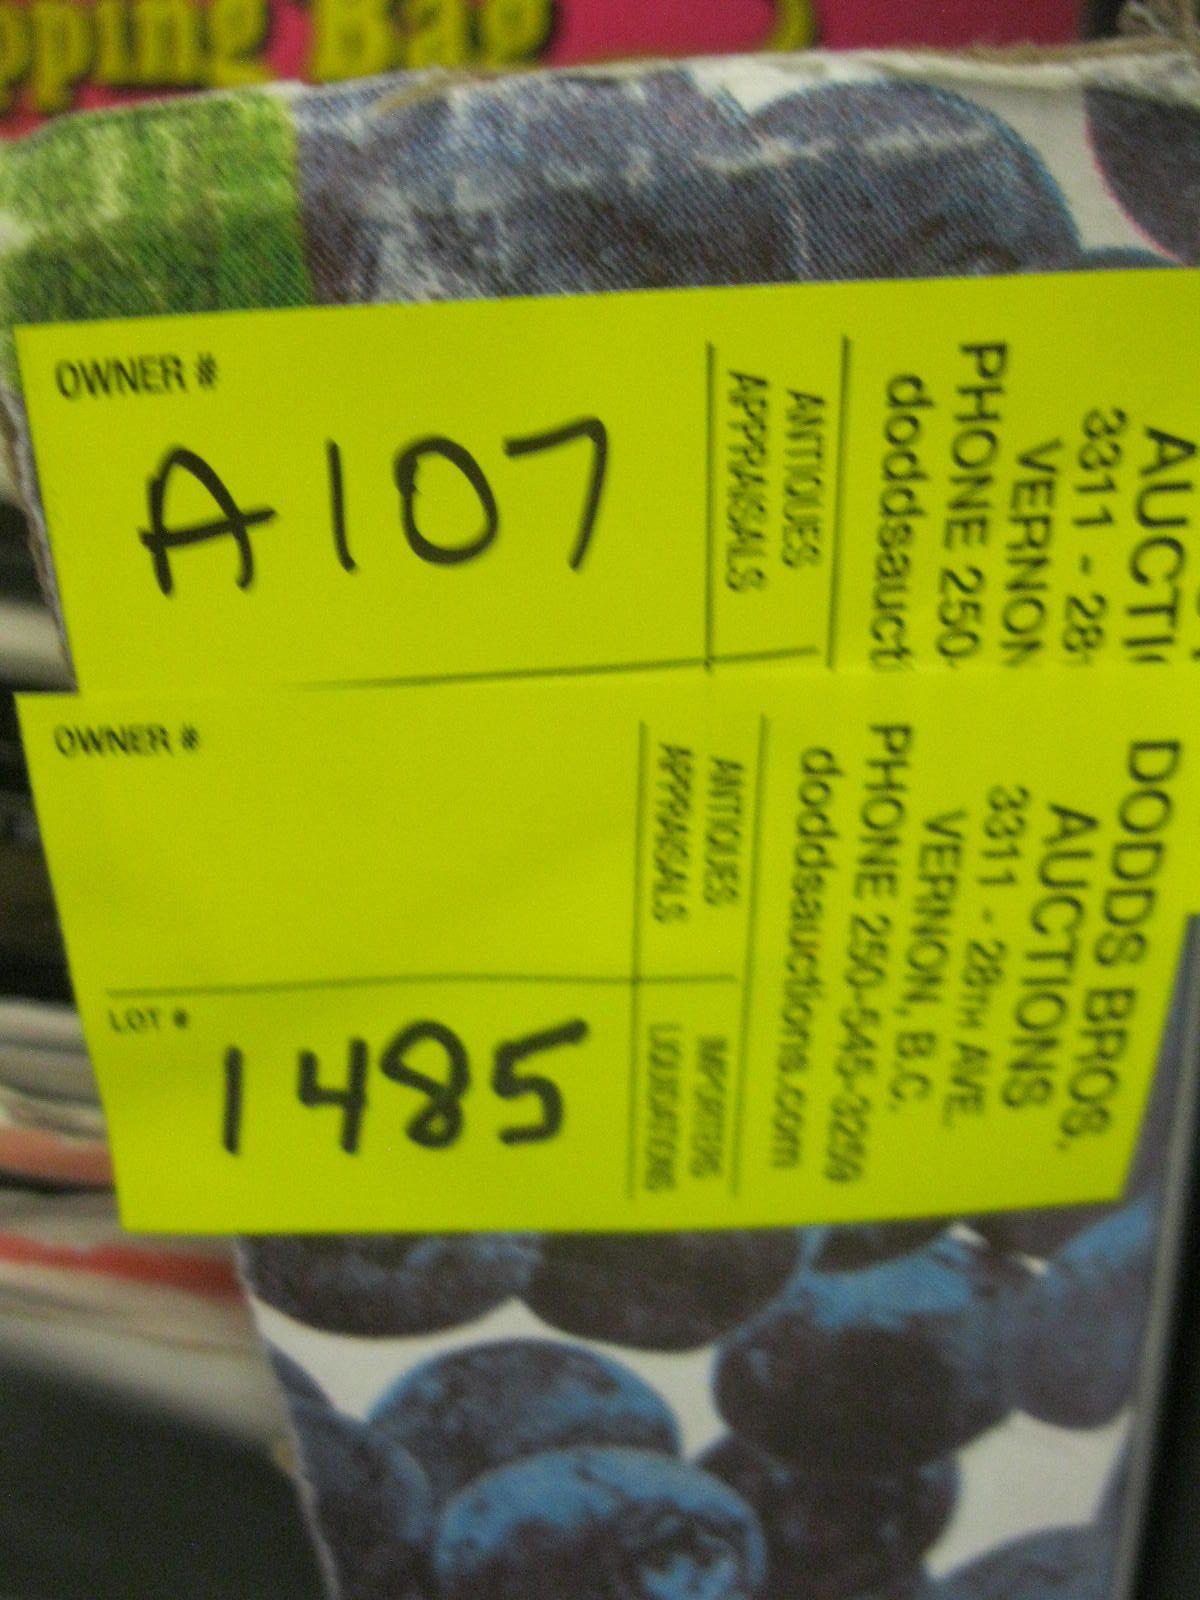 pping Bag
OWNER #
A107
ANTIQUES
APPRAISALS
AUCTI
3311 - 28
VERNON
PHONE 250-
doddsaucti
OWNER #
LOT #
1485
ANTIQUES
APPRAISALS
IMPORTERS
LIQUIDATIONS
DODDS BROS.
AUCTIONS
3311 - 28TH AVE.
VERNON, B.C.
PHONE 250-545-3259
doddsauctions.com